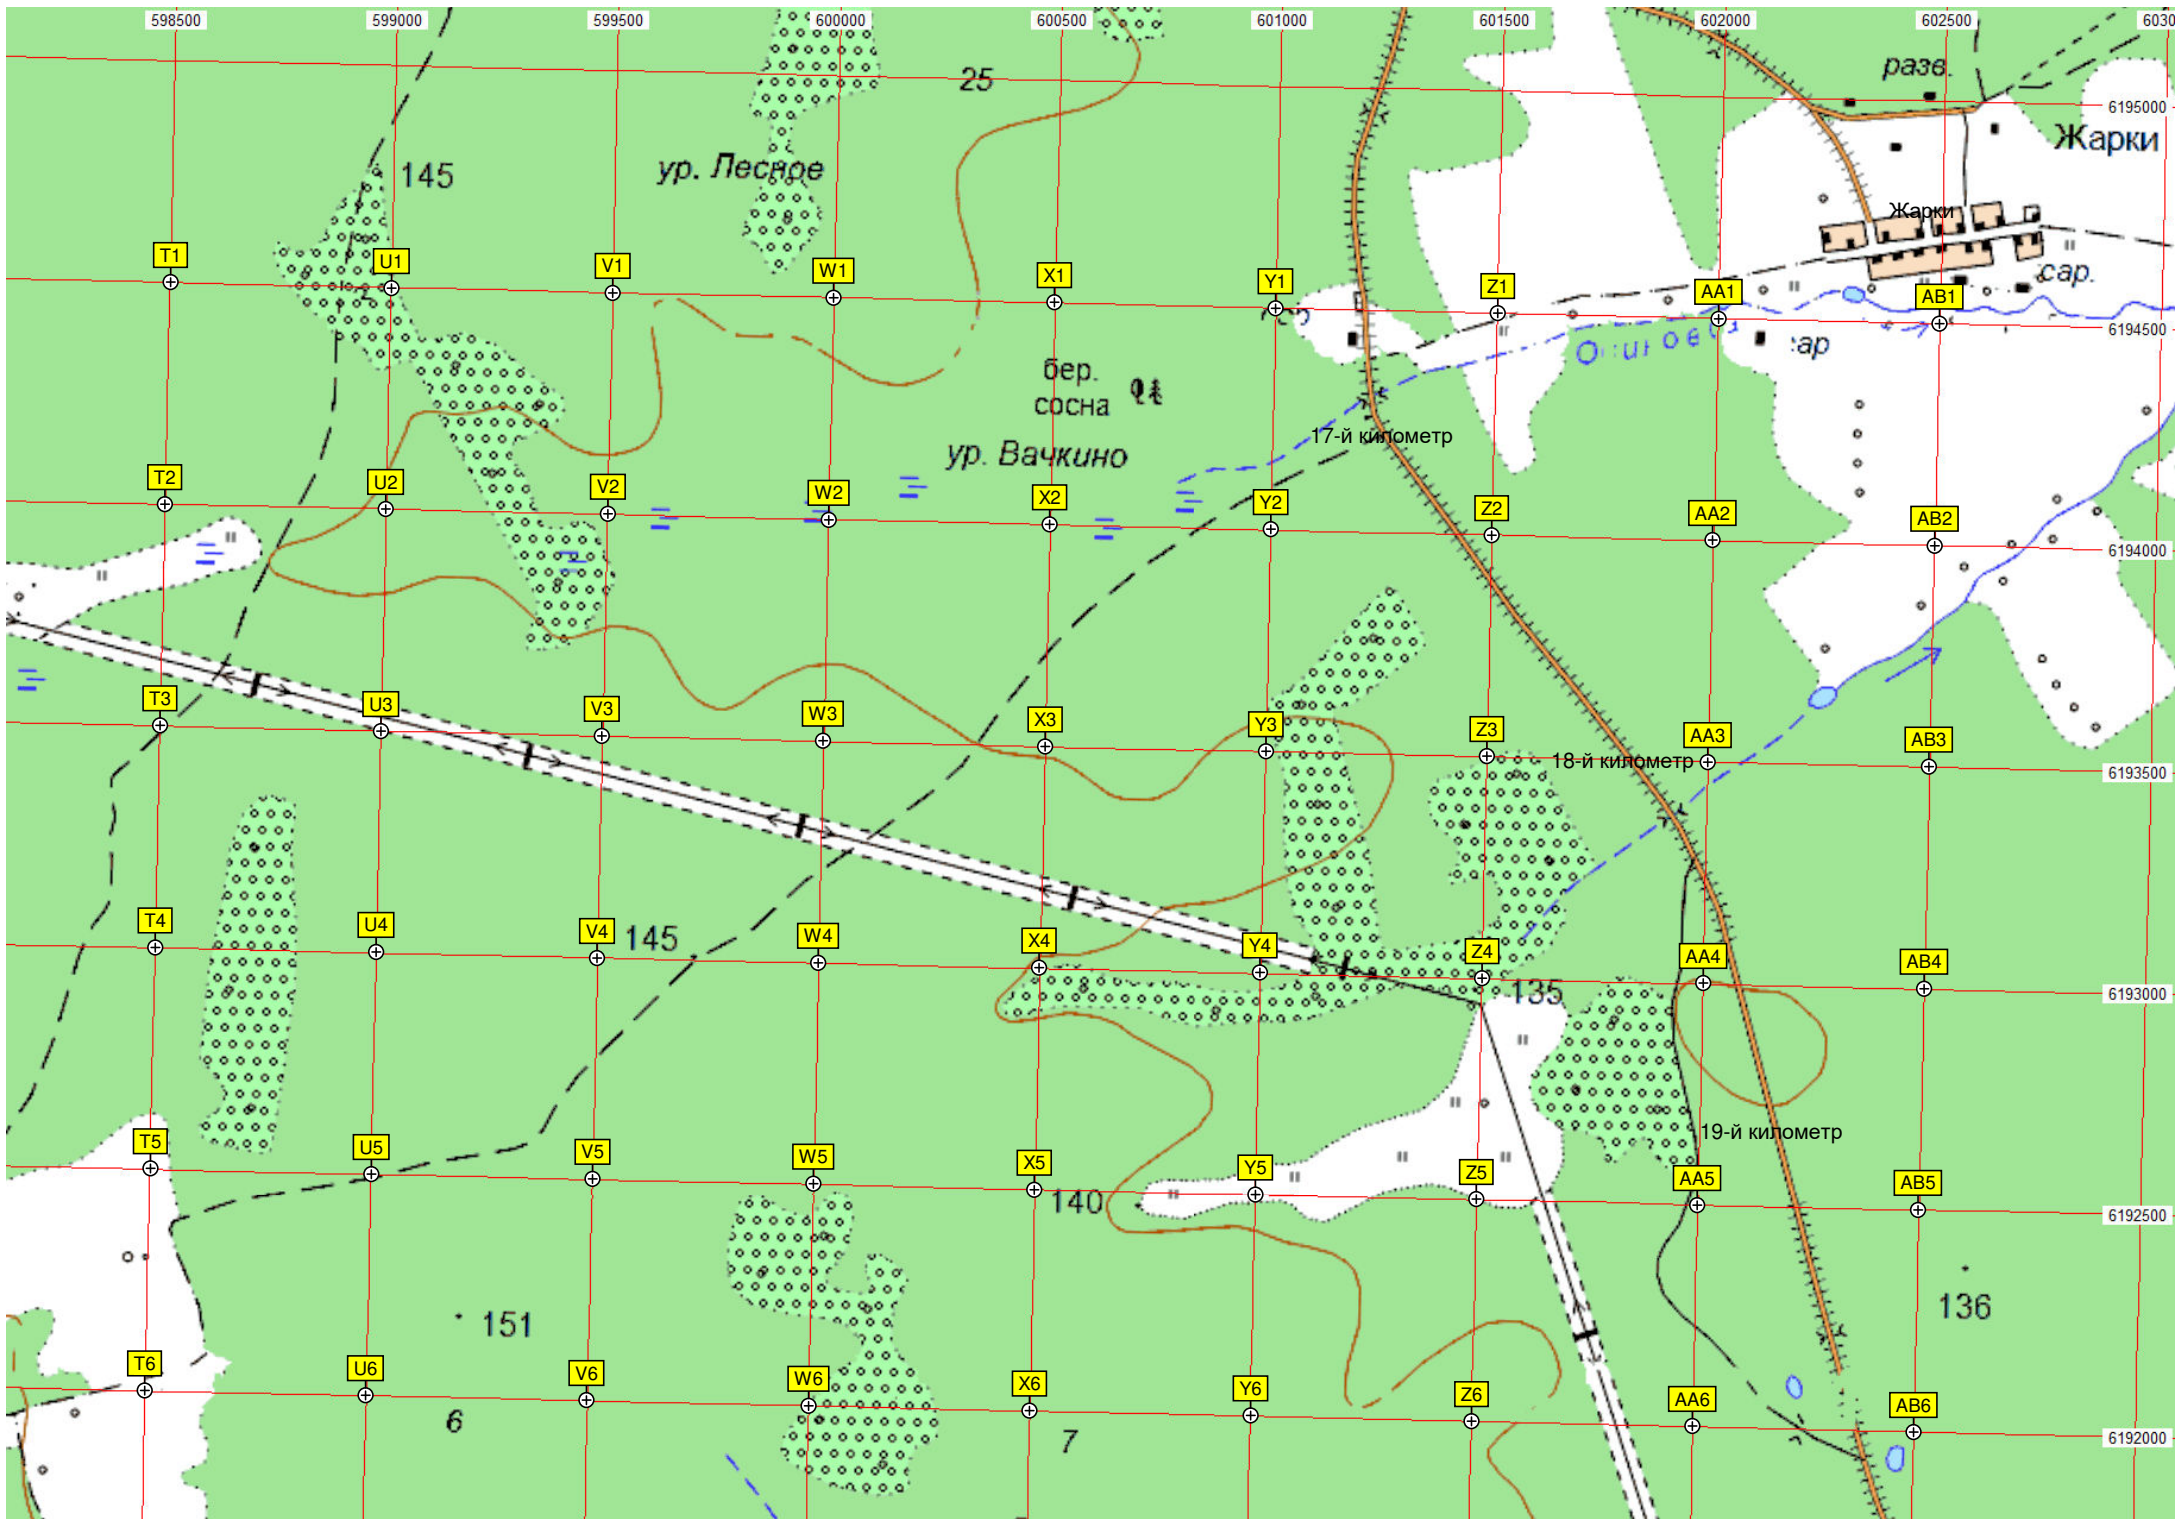 598500 599000 599500 600000 600500 601000 601500 602000 602500 6030
разв.
25
6195000
Жарки
145
ур. Лесное
Жарки
сар.
T1 U1 V1 W1 X1 Y1 Z1 AA1 AB1
6194500
бер.
сосна
17-й километр
ур. Вачкино
T2 U2 V2 W2 X2 Y2 Z2 AA2 AB2
6194000
T3 U3 V3 W3 X3 Y3 Z3 AA3 AB3
18-й километр
6193500
T4 U4 V4 W4 X4 Y4 Z4 AA4 AB4
145
135
6193000
19-й километр
T5 U5 V5 W5 X5 Y5 Z5 AA5 AB5
140
6192500
151
136
T6 U6 V6 W6 X6 Y6 Z6 AA6 AB6
6
7
6192000